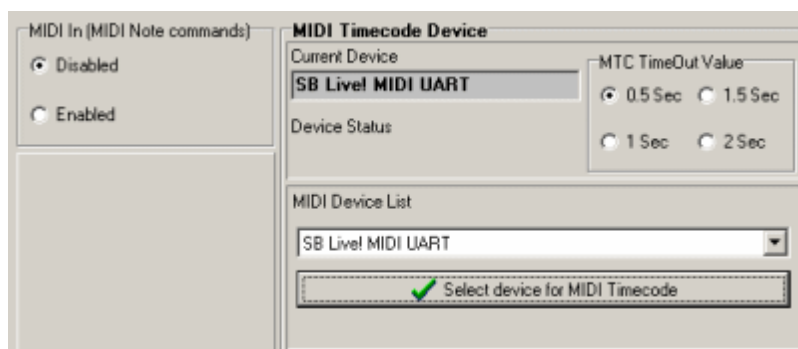 MIDI In (MIDI Note commands)
Disabled
Enabled
MIDI Timecode Device
Current Device
SB Live! MIDI UART
Device Status
MTC TimeOut Value
0.5 Sec
1.5 Sec
1 Sec
2 Sec
MIDI Device List
SB Live! MIDI UART
Select device for MIDI Timecode